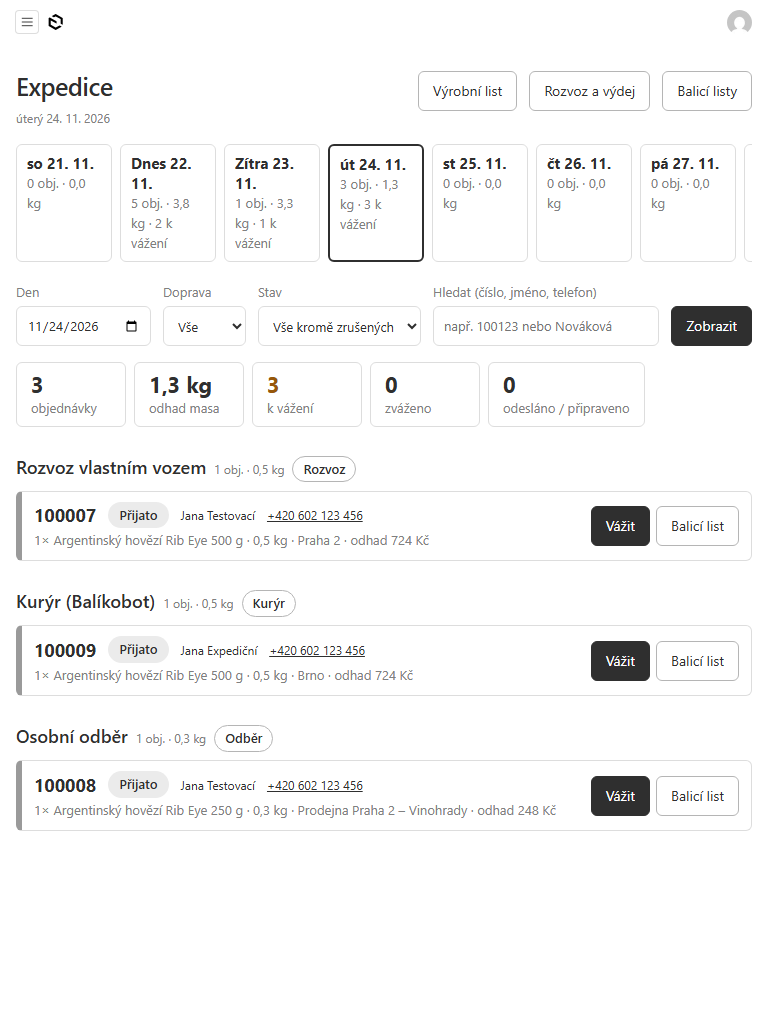 Expedice
úterý 24. 11. 2026
Výrobní list
Rozvoz a výdej
Balicí listy
so 21. 11.
0 obj. · 0,0
kg
Dnes 22.
11.
5 obj. · 3,8
kg · 2 k
vážení
Zítra 23.
11.
1 obj. · 3,3
kg · 1 k
vážení
út 24. 11.
3 obj. · 1,3
kg · 3 k
vážení
st 25. 11.
0 obj. · 0,0
kg
čt 26. 11.
0 obj. · 0,0
kg
pá 27. 11.
0 obj. · 0,0
kg
Den
Doprava
Stav
Hledat (číslo, jméno, telefon)
11/24/2026
Vše
Vše kromě zrušených
např. 100123 nebo Nováková
Zobrazit
3
objednávky
1,3 kg
odhad masa
3
k vážení
0
zváženo
0
odesláno / připraveno
Rozvoz vlastním vozem 1 obj. · 0,5 kg Rozvoz
100007 Přijato Jana Testovací +420 602 123 456
1× Argentinský hovězí Rib Eye 500 g · 0,5 kg · Praha 2 · odhad 724 Kč
Vážit
Balicí list
Kurýr (Balíkobot) 1 obj. · 0,5 kg Kurýr
100009 Přijato Jana Expediční +420 602 123 456
1× Argentinský hovězí Rib Eye 500 g · 0,5 kg · Brno · odhad 724 Kč
Vážit
Balicí list
Osobní odběr 1 obj. · 0,3 kg Odběr
100008 Přijato Jana Testovací +420 602 123 456
1× Argentinský hovězí Rib Eye 250 g · 0,3 kg · Prodejna Praha 2 – Vinohrady · odhad 248 Kč
Vážit
Balicí list